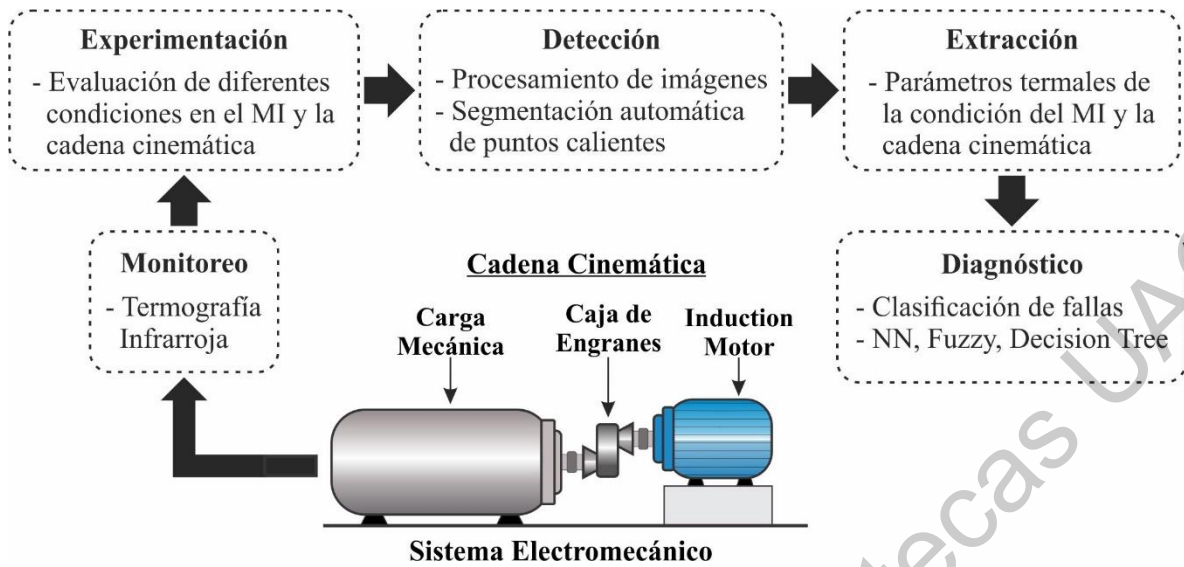 Experimentación
- Evaluación de diferentes
condiciones en el MI y la
cadena cinemática
Detección
- Procesamiento de imágenes
- Segmentación automática
de puntos calientes
Extracción
- Parámetros termales de
la condición del MI y la
cadena cinemática
Monitoreo
- Termografía
Infrarroja
Diagnóstico
- Clasificación de fallas
- NN, Fuzzy, Decision Tree
Cadena Cinemática
Carga
Mecánica
Caja de
Engranes
Induction
Motor
Sistema Electromecánico